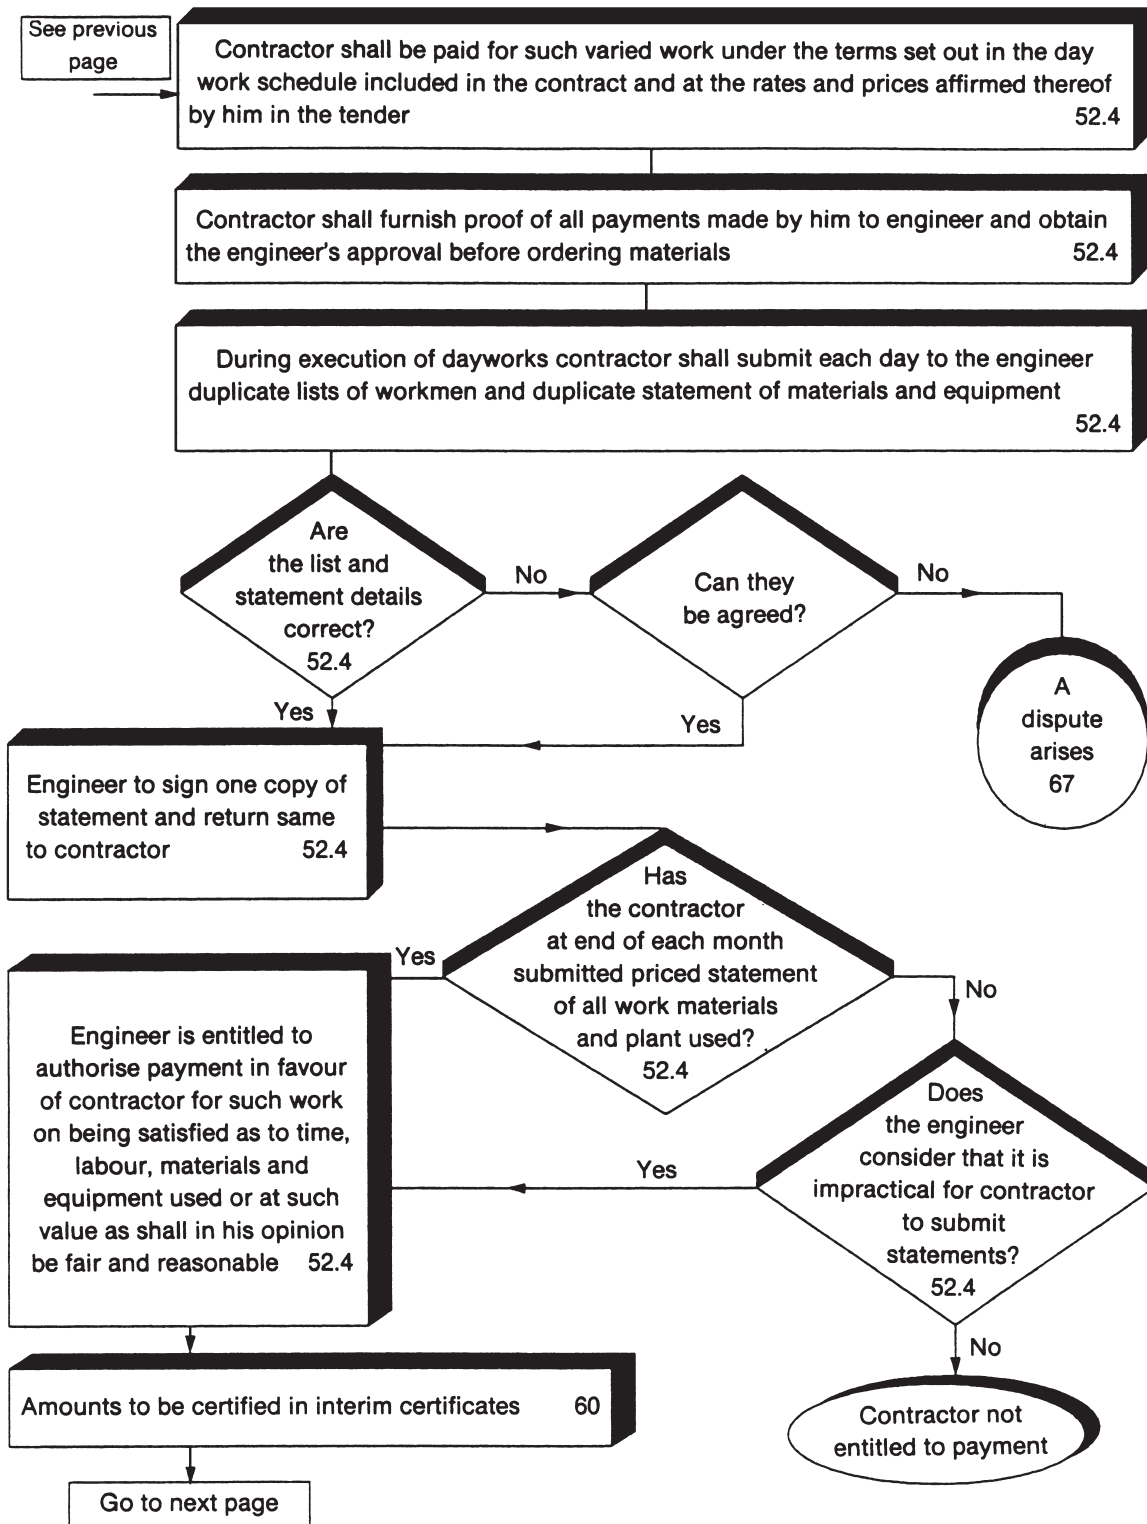 See previous
page
Contractor shall be paid for such varied work under the terms set out in the day
work schedule included in the contract and at the rates and prices affirmed thereof
by him in the tender 52.4
Contractor shall furnish proof of all payments made by him to engineer and obtain
the engineer's approval before ordering materials 52.4
During execution of dayworks contractor shall submit each day to the engineer
duplicate lists of workmen and duplicate statement of materials and equipment
52.4
Are
the list and
statement details
correct?
52.4
No
Can they
be agreed?
No
A
dispute
arises
67
Yes
Yes
Engineer to sign one copy of
statement and return same
to contractor 52.4
Has
the contractor
at end of each month
submitted priced statement
of all work materials
and plant used?
52.4
Yes
No
Engineer is entitled to
authorise payment in favour
of contractor for such work
on being satisfied as to time,
labour, materials and
equipment used or at such
value as shall in his opinion
be fair and reasonable 52.4
Does
the engineer
consider that it is
impractical for contractor
to submit
statements?
52.4
Yes
No
Contractor not
entitled to payment
Amounts to be certified in interim certificates 60
Go to next page